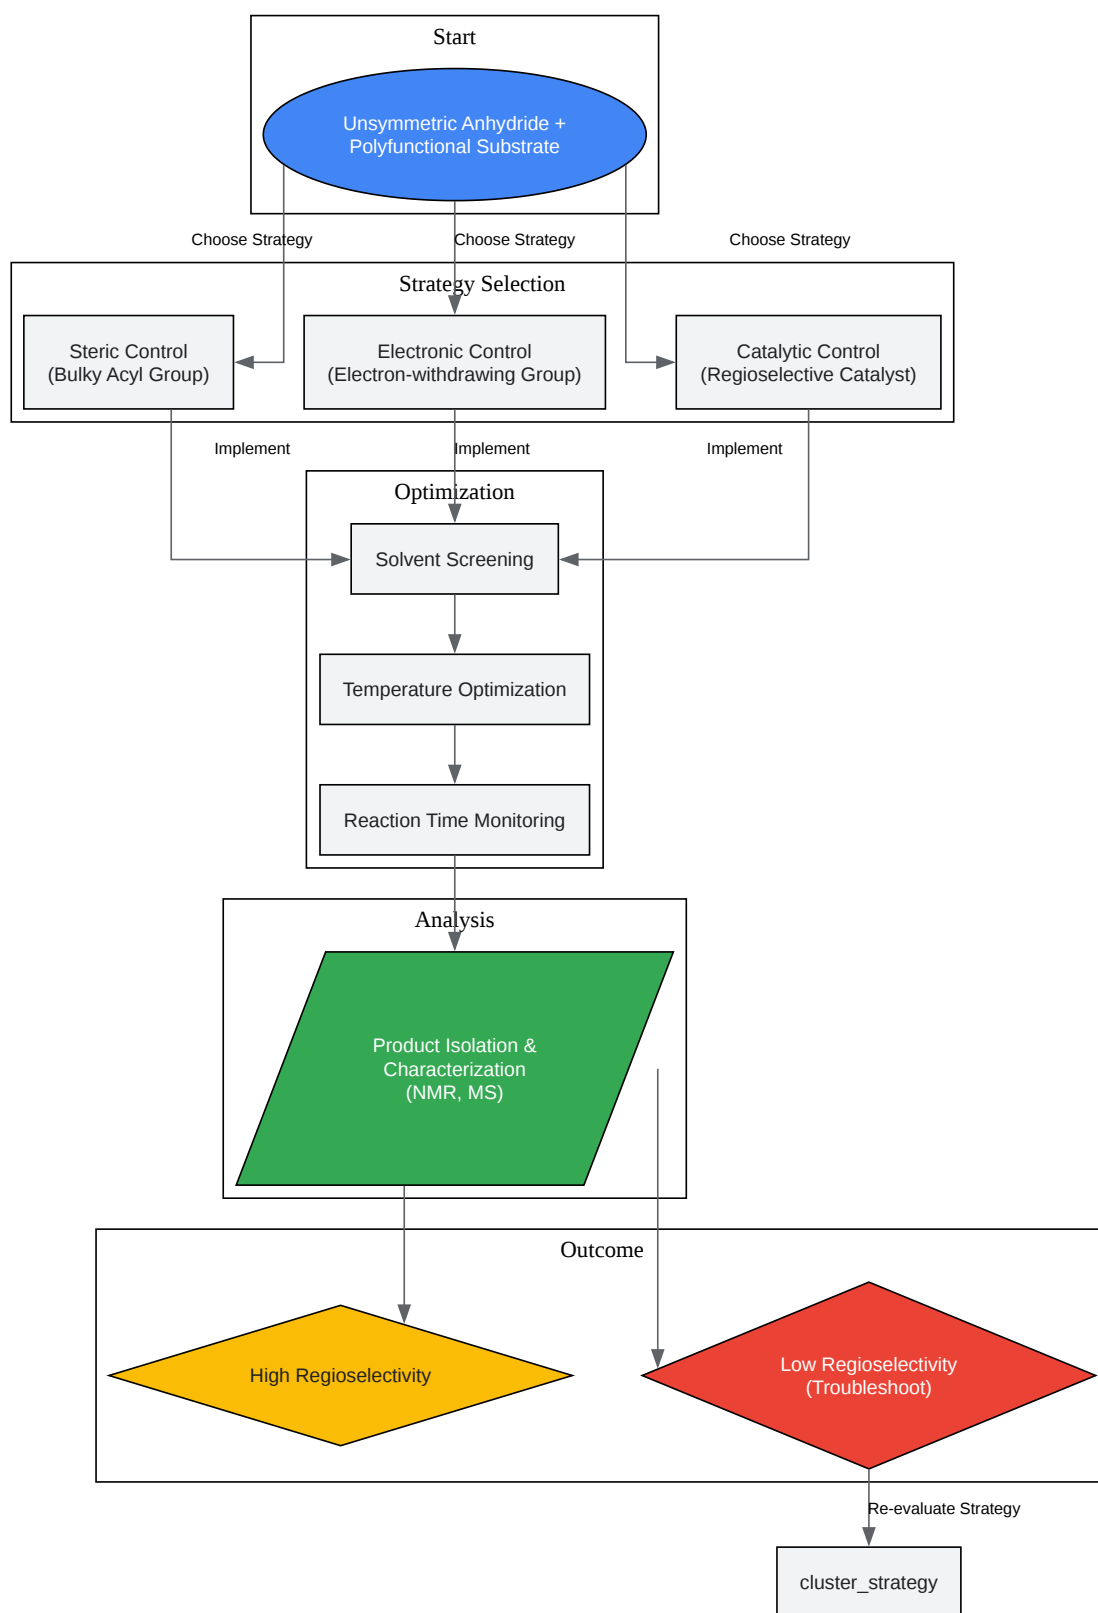 Start
Unsymmetric Anhydride +
Polyfunctional Substrate
Choose Strategy
Choose Strategy
Choose Strategy
Strategy Selection
Steric Control
(Bulky Acyl Group)
Electronic Control
(Electron-withdrawing Group)
Catalytic Control
(Regioselective Catalyst)
Implement
Implement
Implement
Optimization
Solvent Screening
Temperature Optimization
Reaction Time Monitoring
Analysis
Product Isolation &
Characterization
(NMR, MS)
Outcome
High Regioselectivity
Low Regioselectivity
(Troubleshoot)
Re-evaluate Strategy
cluster_strategy